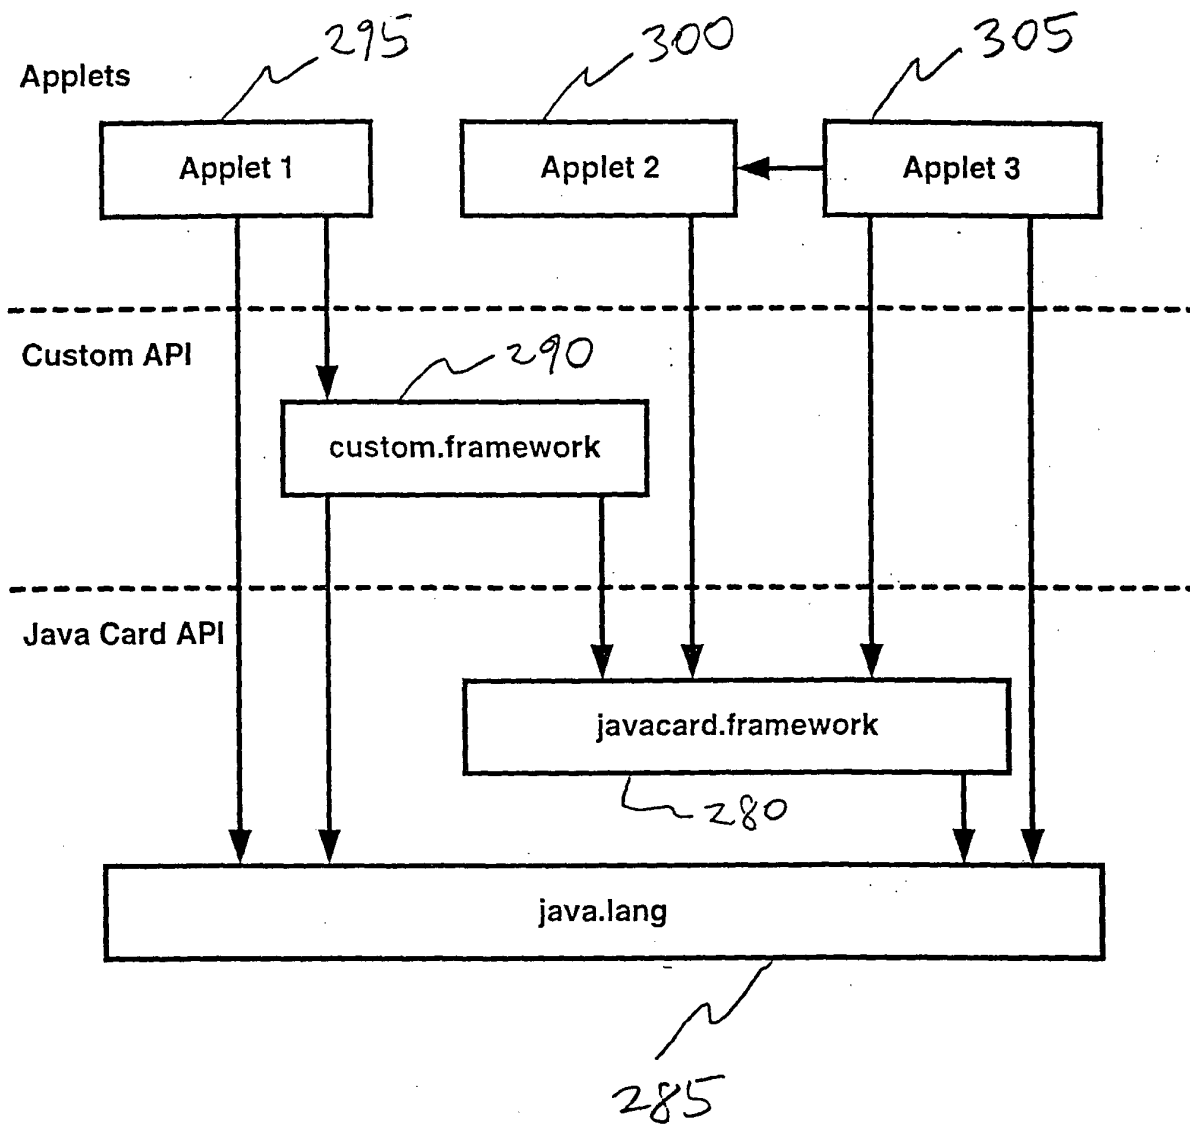 295
300
305
Applets
Applet 1
Applet 2
Applet 3
Custom API
290
custom.framework
Java Card API
javacard.framework
280
java.lang
285